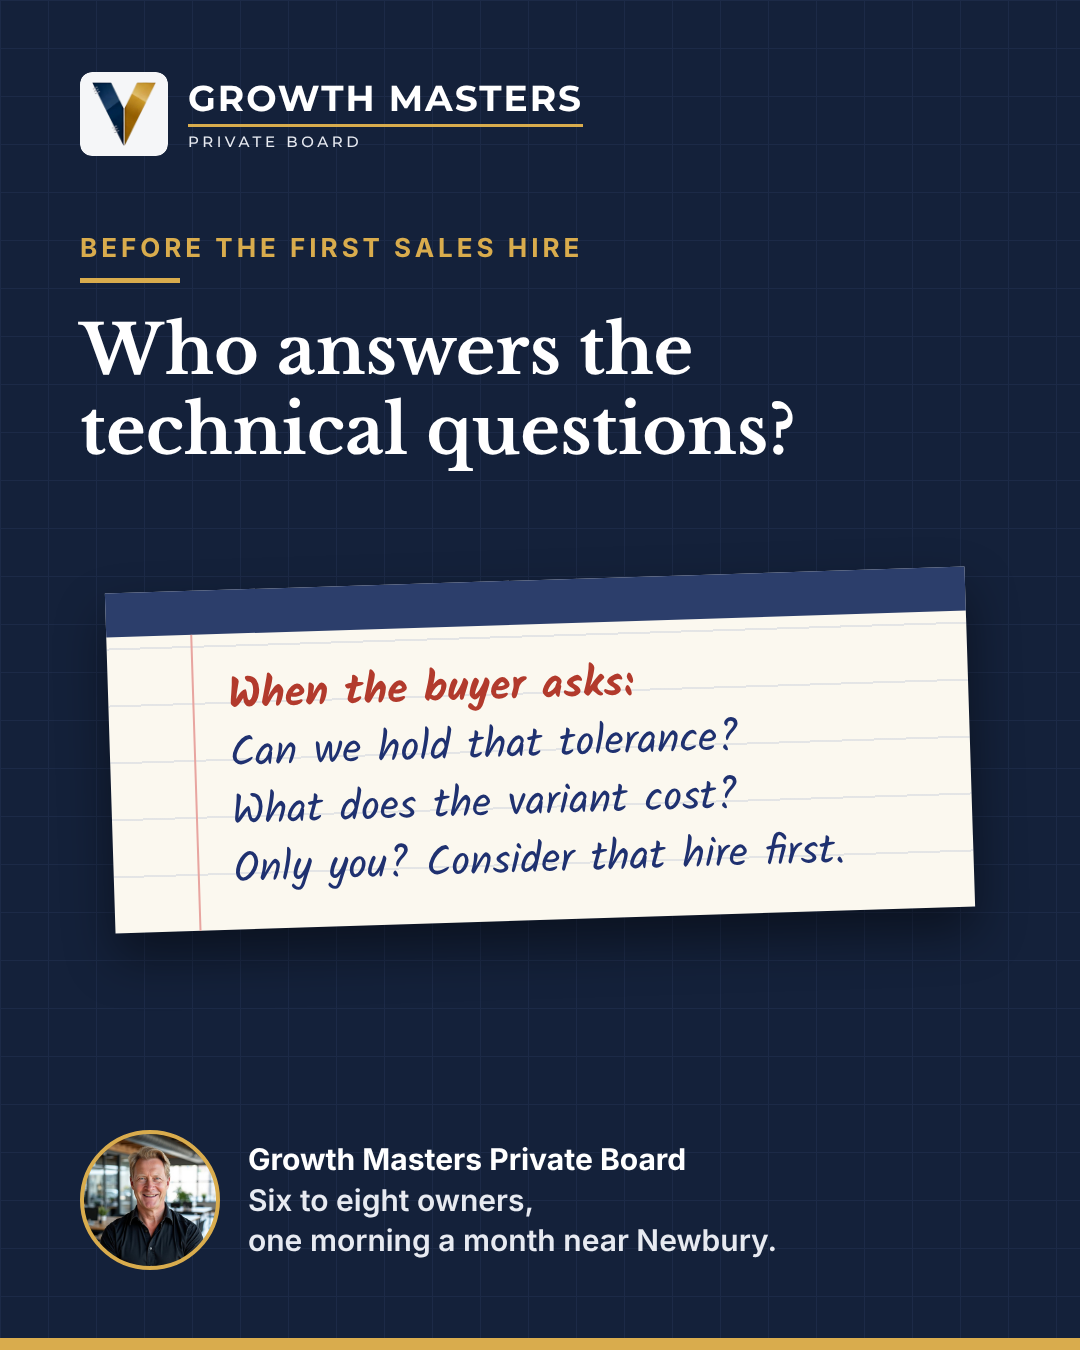 GROWTH MASTERS
PRIVATE BOARD
BEFORE THE FIRST SALES HIRE
Who answers the
technical questions?
When the buyer asks:
Can we hold that tolerance?
What does the variant cost?
Only you? Consider that hire first.
Growth Masters Private Board
Six to eight owners,
one morning a month near Newbury.